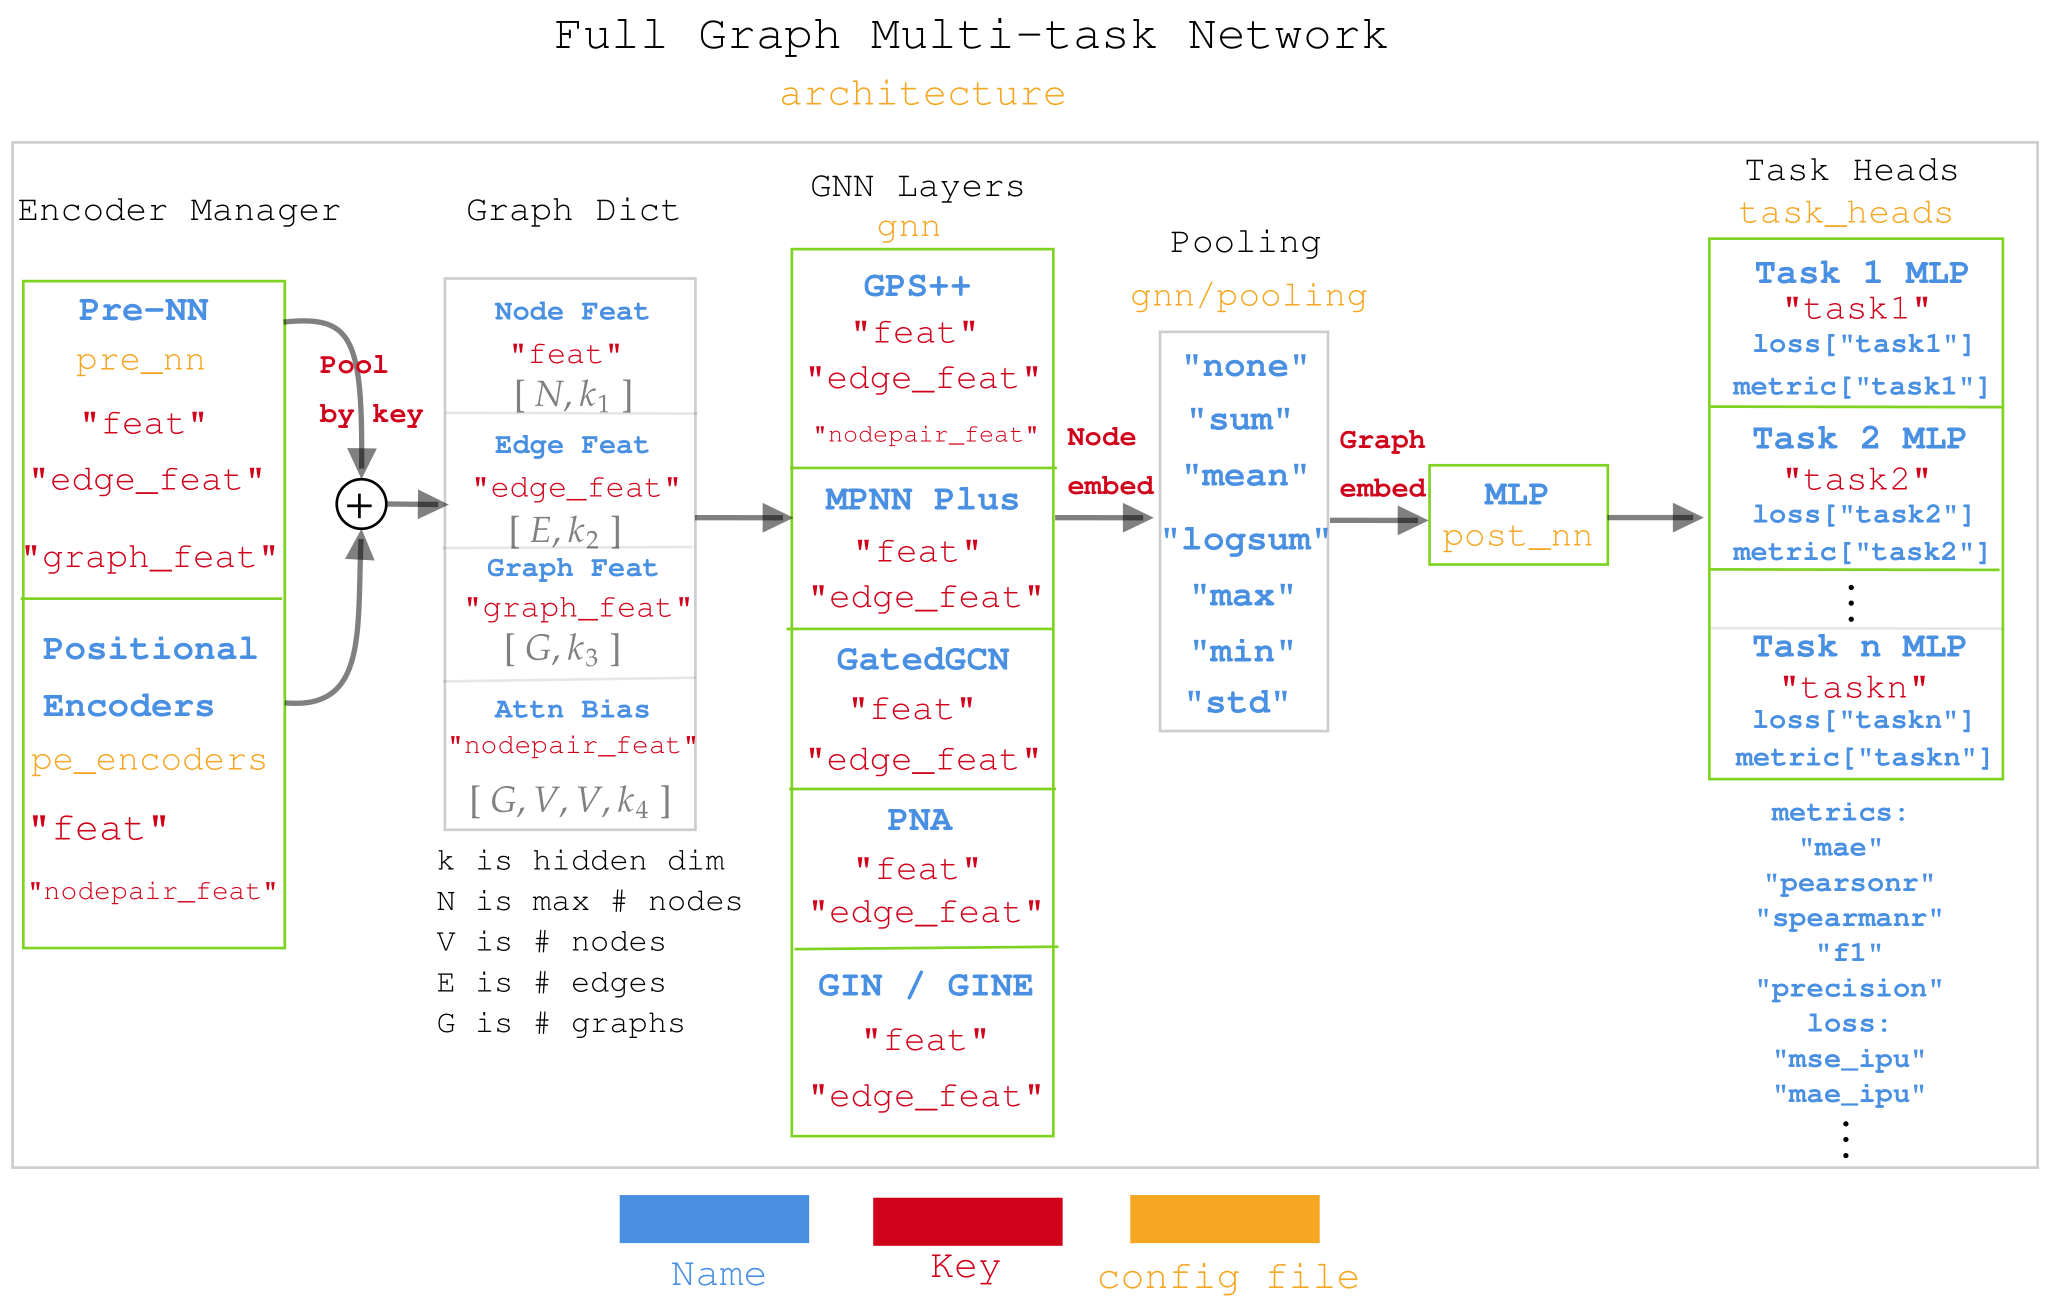 Full Graph Multi-task Network
architecture
Encoder Manager
Pre-NN
pre_nn
"feat"
"edge_feat"
"graph_feat"
Positional
Encoders
pe_encoders
"feat"
"nodepair_feat"
Pool
by key
+
Graph Dict
Node Feat
"feat"
[ N, k1 ]
Edge Feat
"edge_feat"
[ E, k2 ]
Graph Feat
"graph_feat"
[ G, k3 ]
Attn Bias
"nodepair_feat"
[ G, V, V, k4 ]
k is hidden dim
N is max # nodes
V is # nodes
E is # edges
G is # graphs
GNN Layers
gnn
GPS++
"feat"
"edge_feat"
"nodepair_feat"
MPNN Plus
"feat"
"edge_feat"
GatedGCN
"feat"
"edge_feat"
PNA
"feat"
"edge_feat"
GIN / GINE
"feat"
"edge_feat"
Node
embed
Pooling
gnn/pooling
"none"
"sum"
"mean"
"logsum"
"max"
"min"
"std"
Graph
embed
MLP
post_nn
Task Heads
task_heads
Task 1 MLP
"task1"
loss["task1"]
metric["task1"]
Task 2 MLP
"task2"
loss["task2"]
metric["task2"]
⋮
Task n MLP
"taskn"
loss["taskn"]
metric["taskn"]
metrics:
"mae"
"pearsonr"
"spearmanr"
"f1"
"precision"
loss:
"mse_ipu"
"mae_ipu"
⋮
Name
Key
config file